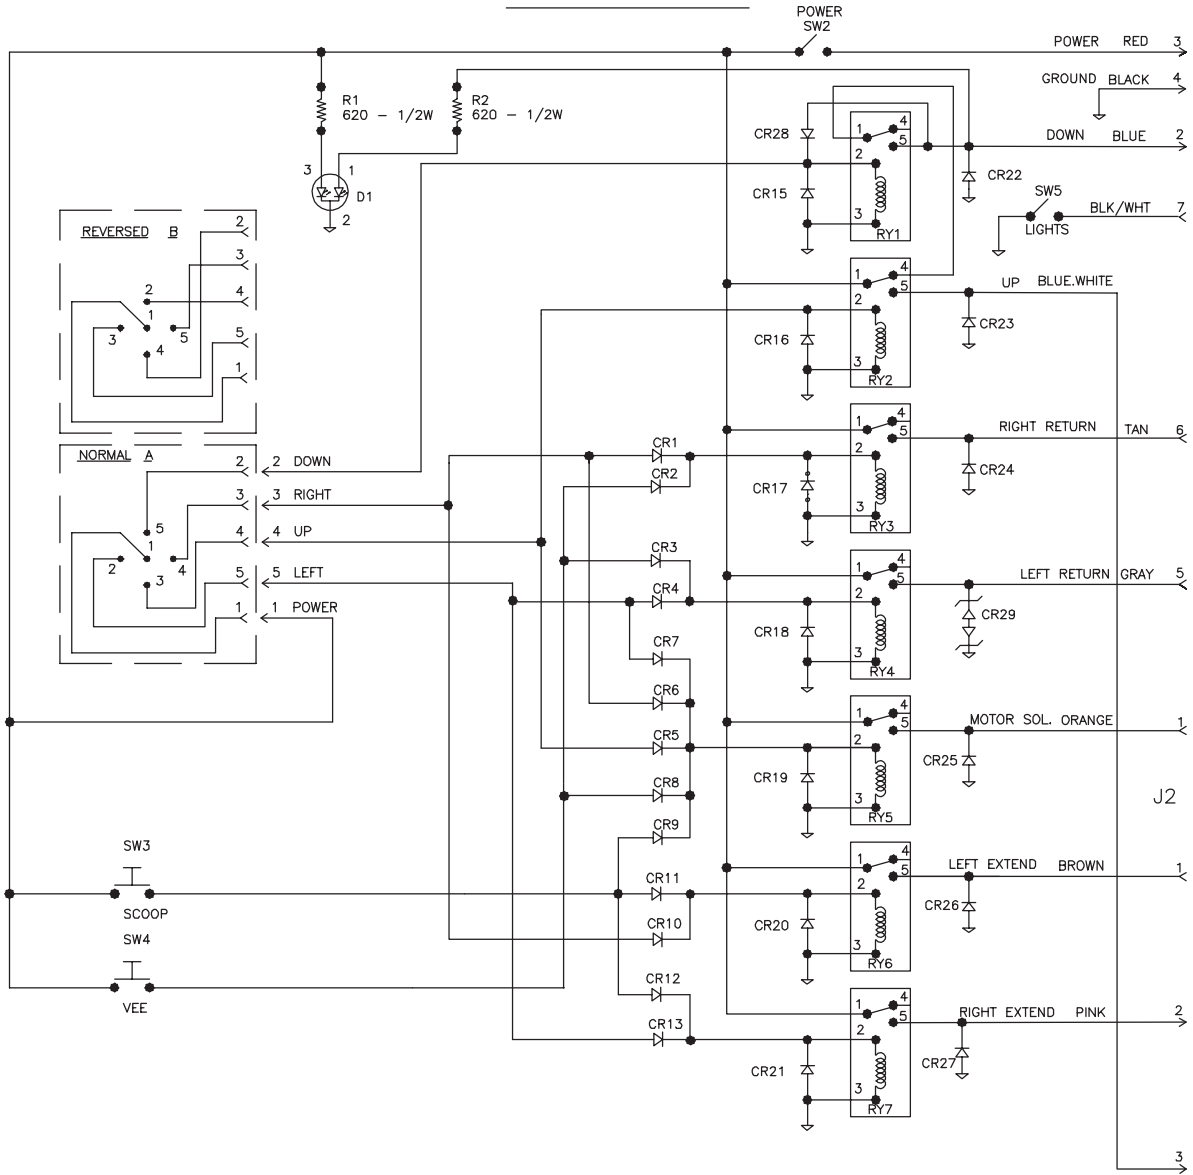 POWER
SW2
POWER RED 3
GROUND BLACK 4
R1
620 - 1/2W
R2
620 - 1/2W
CR28
1
4
5
DOWN BLUE 2
2
3
1
D1
2
CR15
3
RY1
CR22
SW5
LIGHTS
BLK/WHT 7
REVERSED B
2
3
4
5
1
2
1
3
5
4
1
4
5
UP BLUE.WHITE
2
CR16
3
RY2
CR23
1
4
5
RIGHT RETURN TAN 6
2
CR17
3
RY3
CR24
NORMAL A
2
3
4
5
1
5
1
2
4
3
2 DOWN
3 RIGHT
4 UP
5 LEFT
1 POWER
CR1
CR2
CR3
CR4
CR7
CR6
CR5
CR8
CR9
CR11
CR10
CR12
CR13
1
4
5
LEFT RETURN GRAY 5
2
CR18
3
RY4
CR29
1
4
5
MOTOR SOL. ORANGE 1
2
CR19
3
RY5
CR25
J2
SW3
SCOOP
SW4
VEE
1
4
5
LEFT EXTEND BROWN 1
2
CR20
3
RY6
CR26
1
4
5
RIGHT EXTEND PINK 2
2
CR21
3
RY7
CR27
3